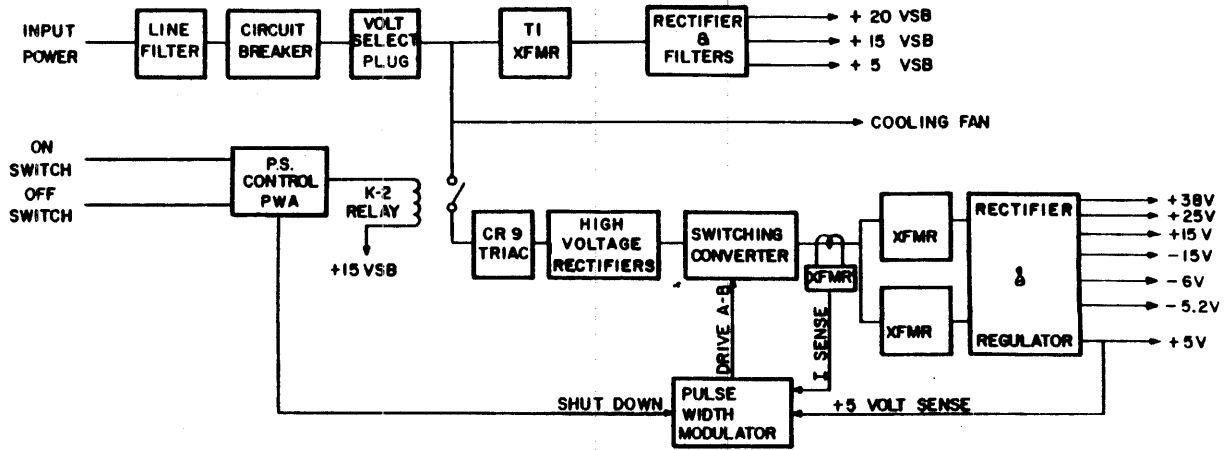 INPUT
POWER
LINE
FILTER
CIRCUIT
BREAKER
VOLT
SELECT
PLUG
T1
XFMR
RECTIFIER
&
FILTERS
+ 20 VSB
+ 15 VSB
+ 5 VSB
COOLING FAN
ON
SWITCH
OFF
SWITCH
P.S.
CONTROL
PWA
K-2
RELAY
+15 VSB
CR 9
TRIAC
HIGH
VOLTAGE
RECTIFIERS
SWITCHING
CONVERTER
XFMR
XFMR
XFMR
RECTIFIER
&
REGULATOR
+38V
+25V
+15V
-15V
-6V
-5.2V
+5V
DRIVE A-B
I SENSE
SHUT DOWN
PULSE
WIDTH
MODULATOR
+5 VOLT SENSE